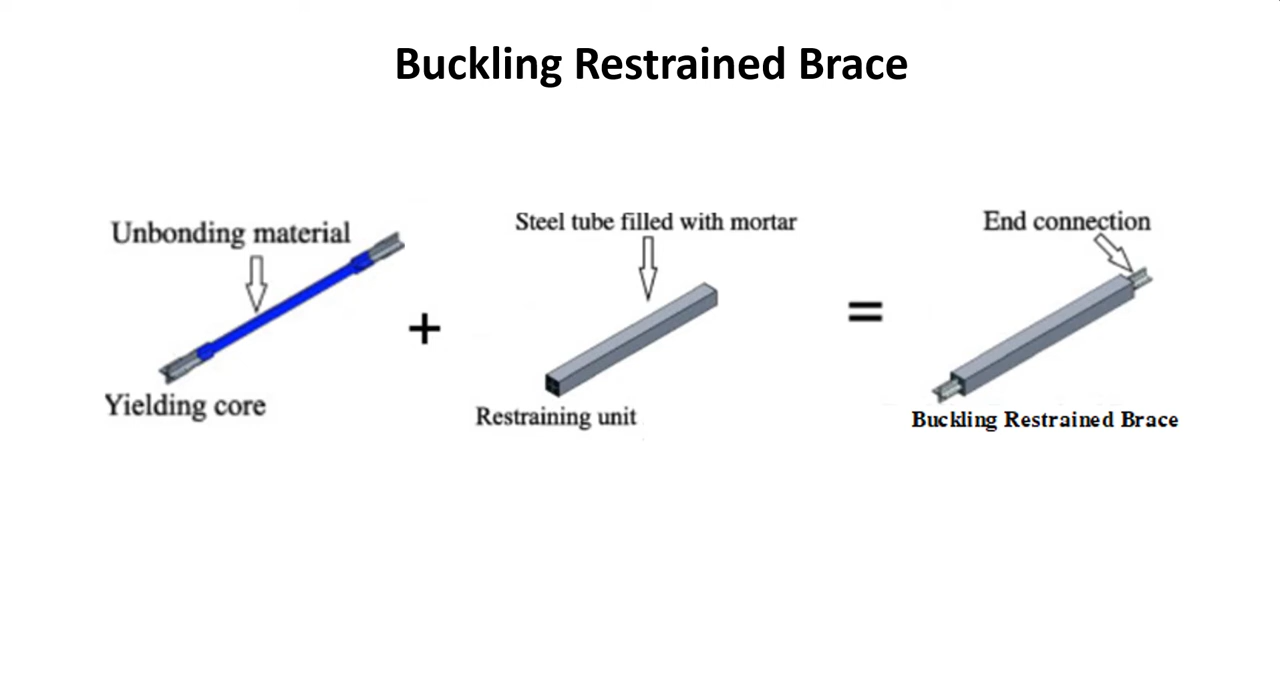 Buckling Restrained Brace
Unbonding material
Steel tube filled with mortar
End connection
+
=
Yielding core
Restraining unit
Buckling Restrained Brace